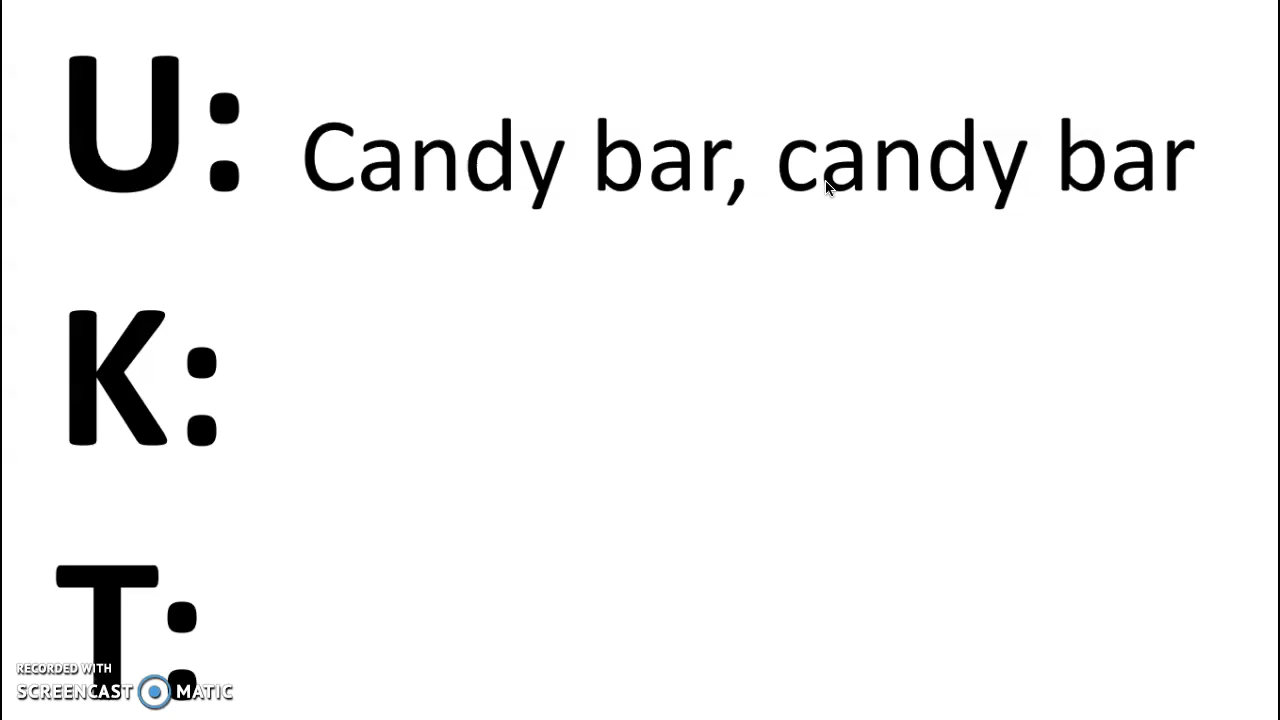 U: Candy bar, candy bar
K:
T:
RECORDED WITH
SCREENCAST MATIC